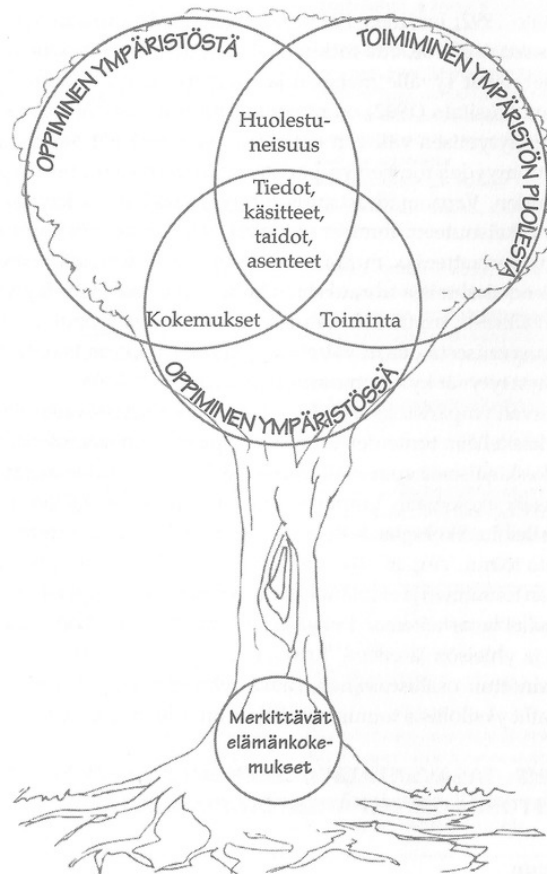 OPPIMINEN YMPÄRISTÖSTÄ
TOIMIMINEN YMPÄRISTÖN PUOLESTA
Huolestu-
neisuus
Tiedot,
käsitteet,
taidot,
asenteet
Kokemukset
Toiminta
OPPIMINEN YMPÄRISTÖSSÄ
Merkittävät
elämänkoke-
mukset